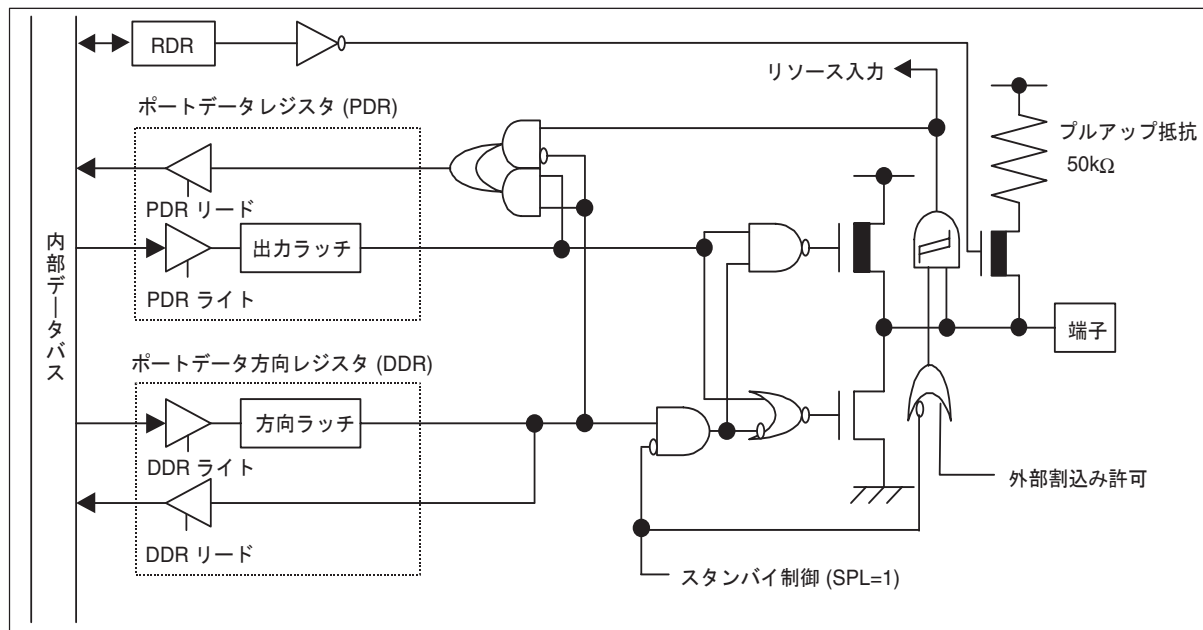 RDR
リソース入力
ポートデータレジスタ (PDR)
プルアップ抵抗
50kΩ
PDR リード
出力ラッチ
PDR ライト
内部データバス
端子
ポートデータ方向レジスタ (DDR)
方向ラッチ
DDR ライト
外部割込み許可
DDR リード
スタンバイ制御 (SPL=1)